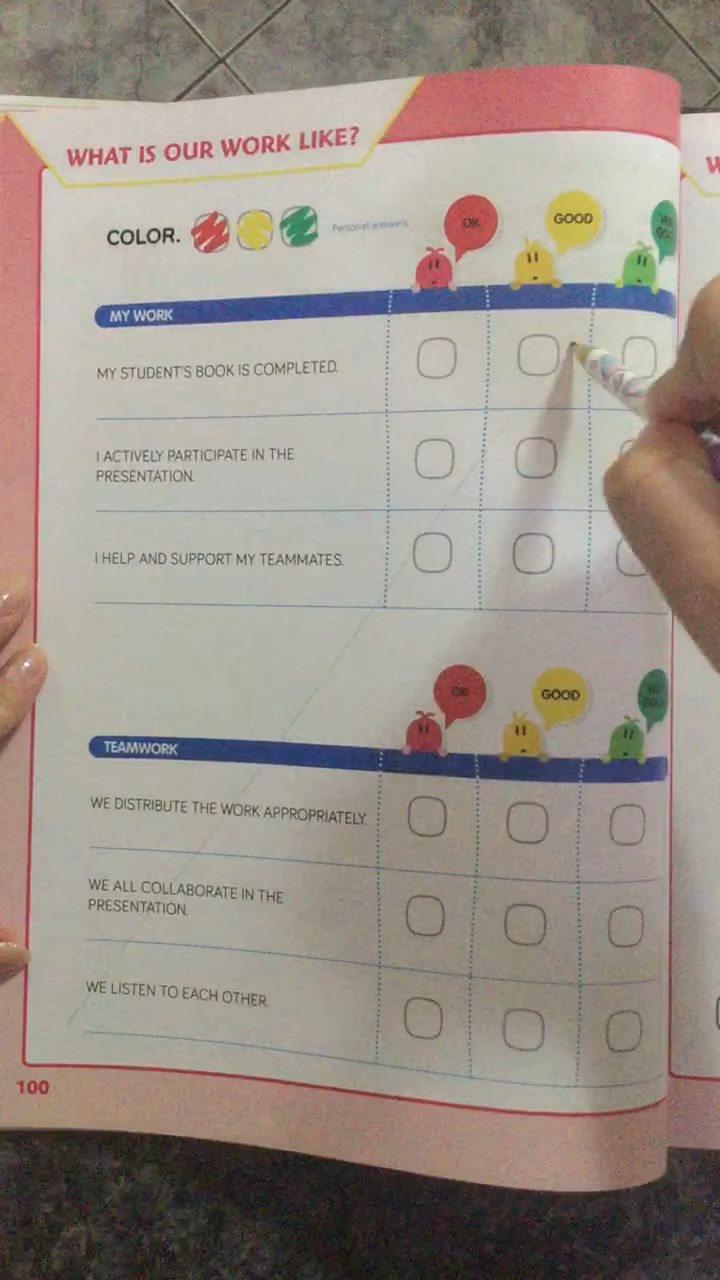 WHAT IS OUR WORK LIKE?
COLOR.
Personal answers.
OK
GOOD
MY WORK
MY STUDENT'S BOOK IS COMPLETED.
I ACTIVELY PARTICIPATE IN THE
PRESENTATION.
I HELP AND SUPPORT MY TEAMMATES.
OK
GOOD
TEAMWORK
WE DISTRIBUTE THE WORK APPROPRIATELY.
WE ALL COLLABORATE IN THE
PRESENTATION.
WE LISTEN TO EACH OTHER.
100